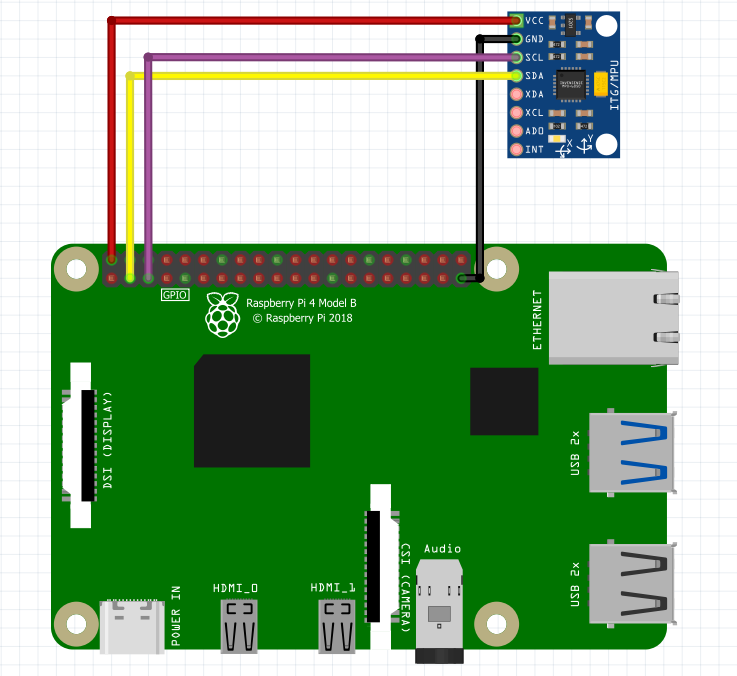 VCC
GND
SCL
SDA
XDA
XCL
ADO
INT
ITG/MPU
X
Y
GPIO
Raspberry Pi 4 Model B
© Raspberry Pi 2018
ETHERNET
DSI (DISPLAY)
USB 2x
USB 2x
CSI (CAMERA)
Audio
POWER IN
HDMI_0
HDMI_1